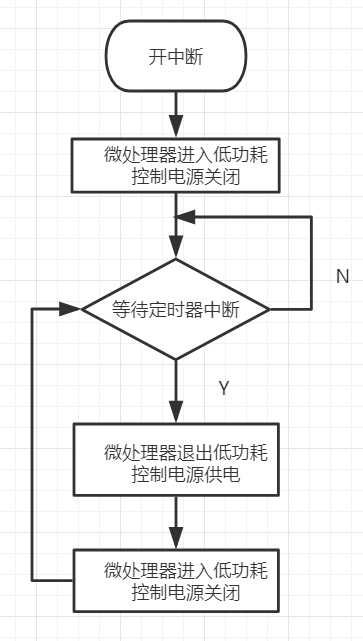 开中断
微处理器进入低功耗
控制电源关闭
N
等待定时器中断
Y
微处理器退出低功耗
控制电源供电
微处理器进入低功耗
控制电源关闭